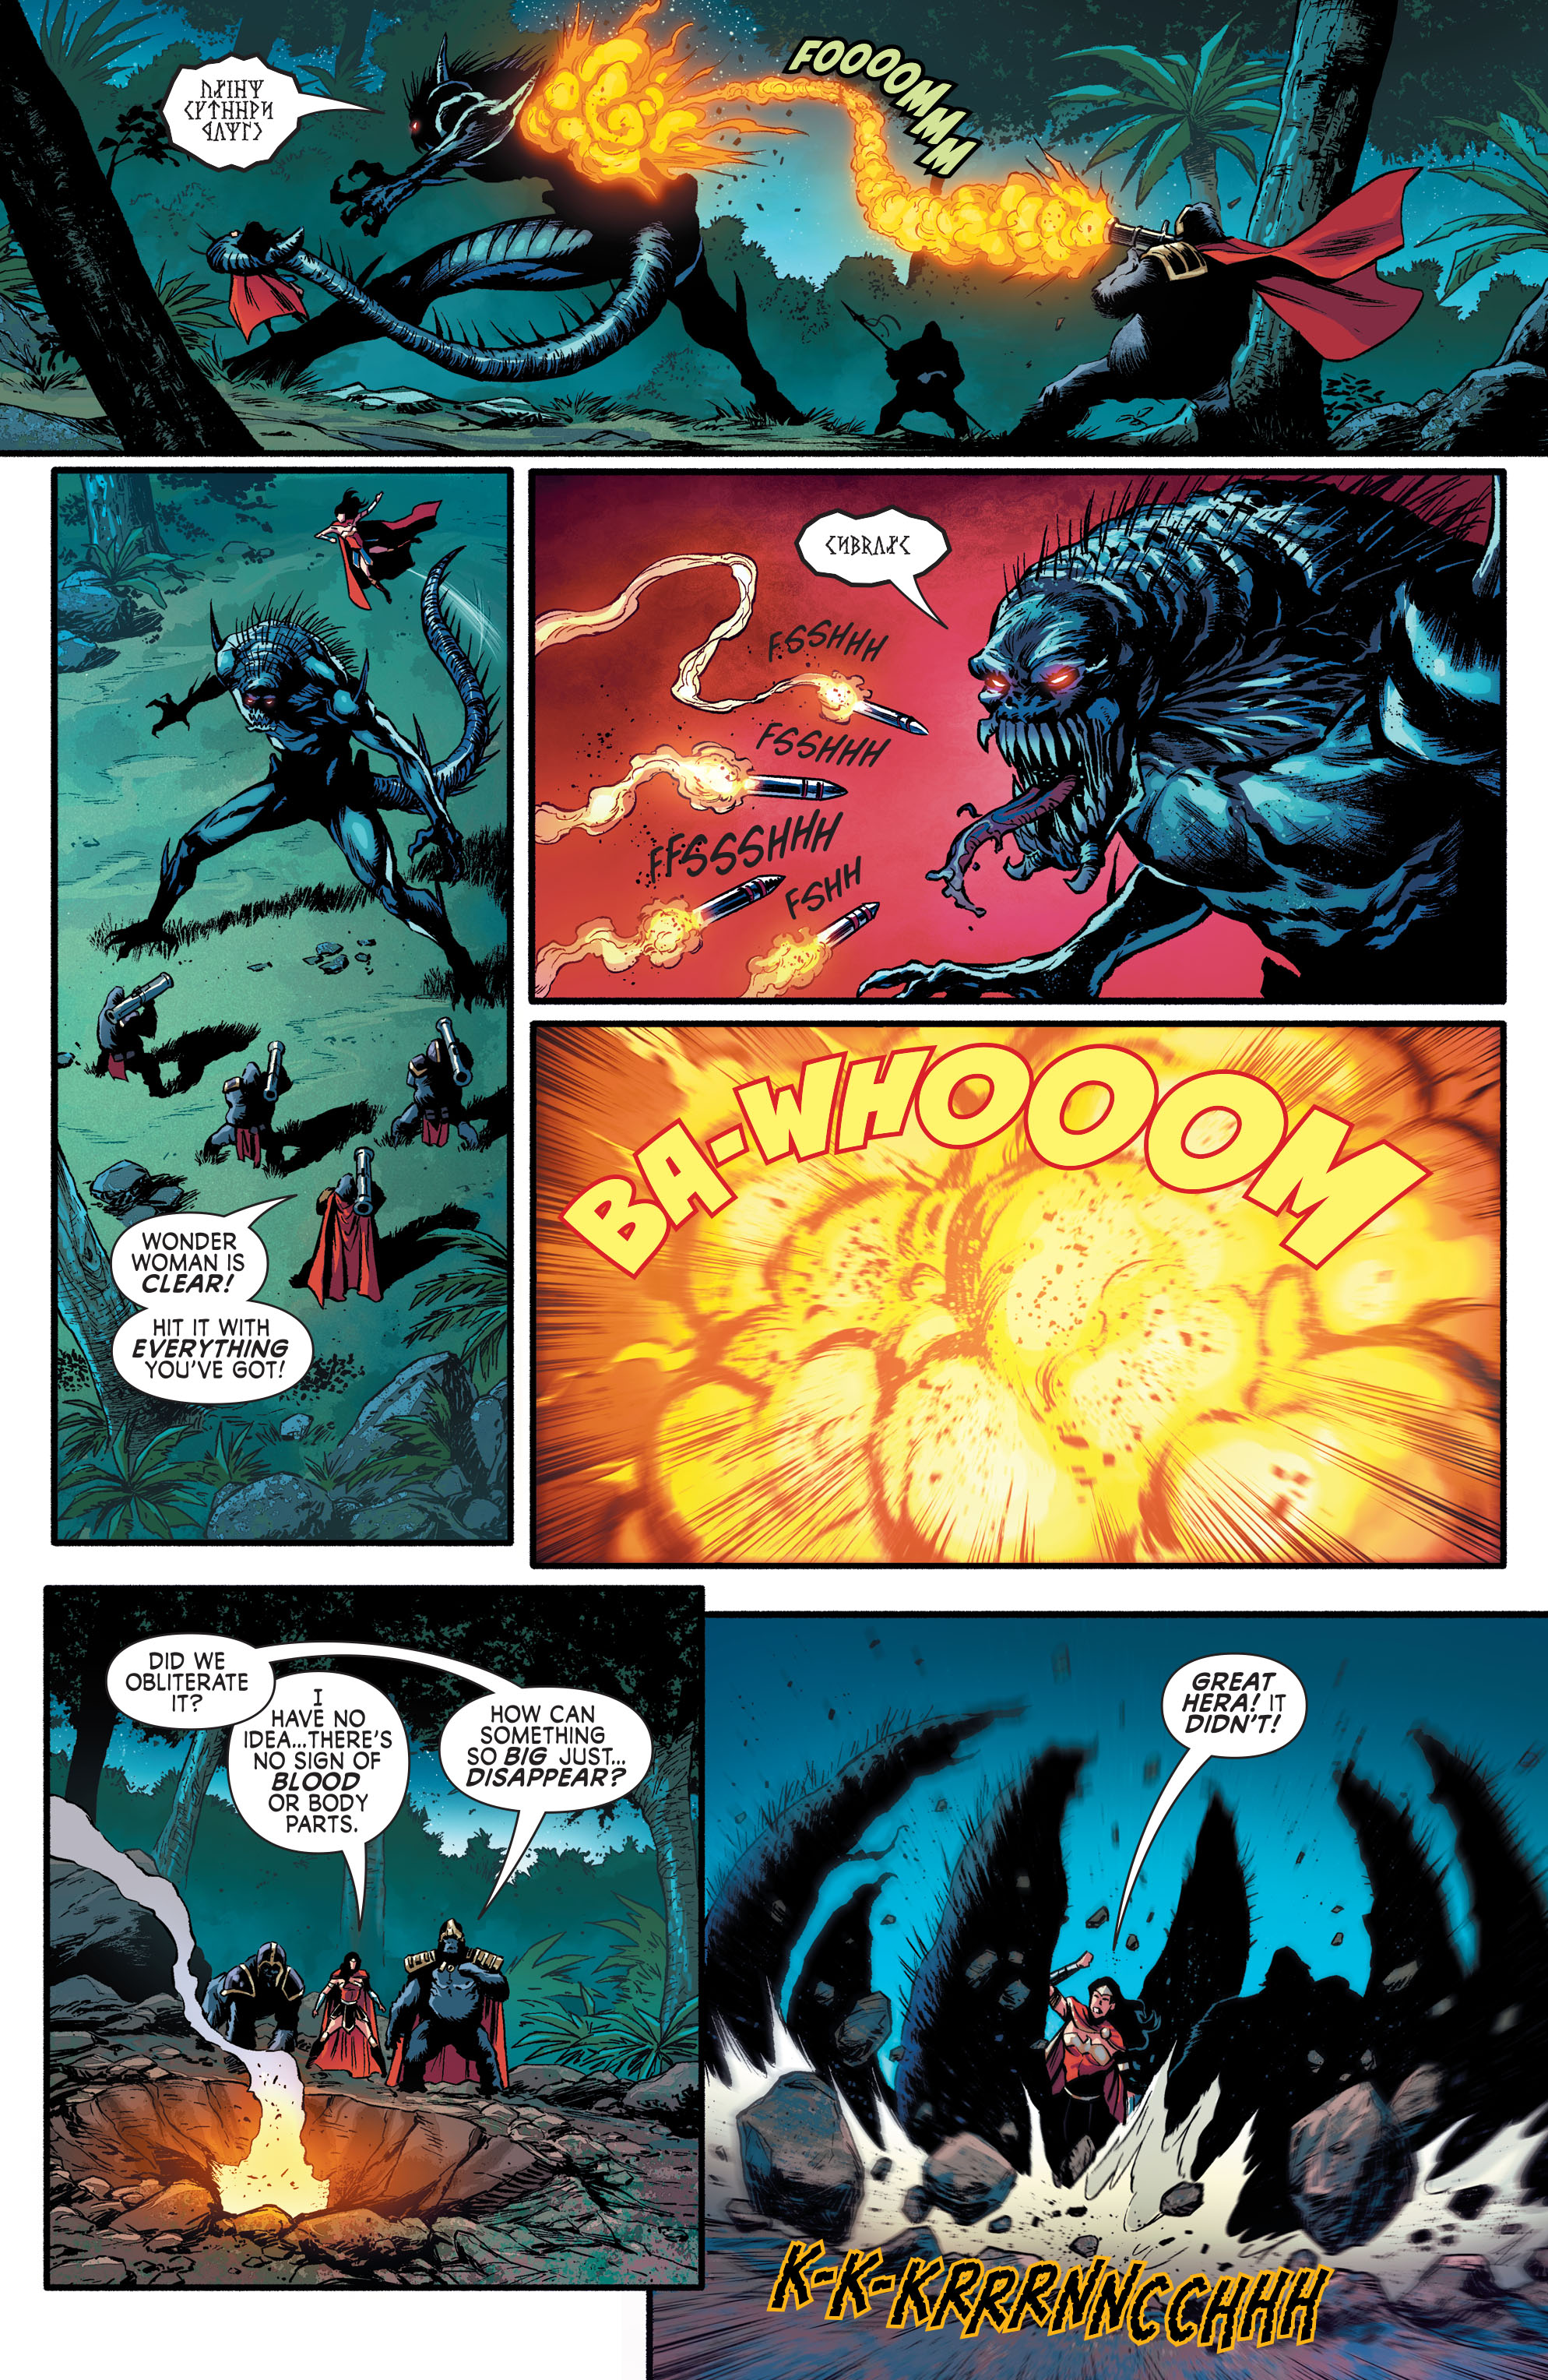 FOOOOMMM
WONDER
WOMAN IS
CLEAR!
HIT IT WITH
EVERYTHING
YOU'VE GOT!
FSSHHH
FSSHHH
FFSSSSHHH
FSHH
BA-WHOOOM
DID WE
OBLITERATE
IT?
I
HAVE NO
IDEA...THERE'S
NO SIGN OF
BLOOD
OR BODY
PARTS.
HOW CAN
SOMETHING
SO BIG JUST...
DISAPPEAR?
GREAT
HERA! IT
DIDN'T!
K-K-KRRRNNCCHHH